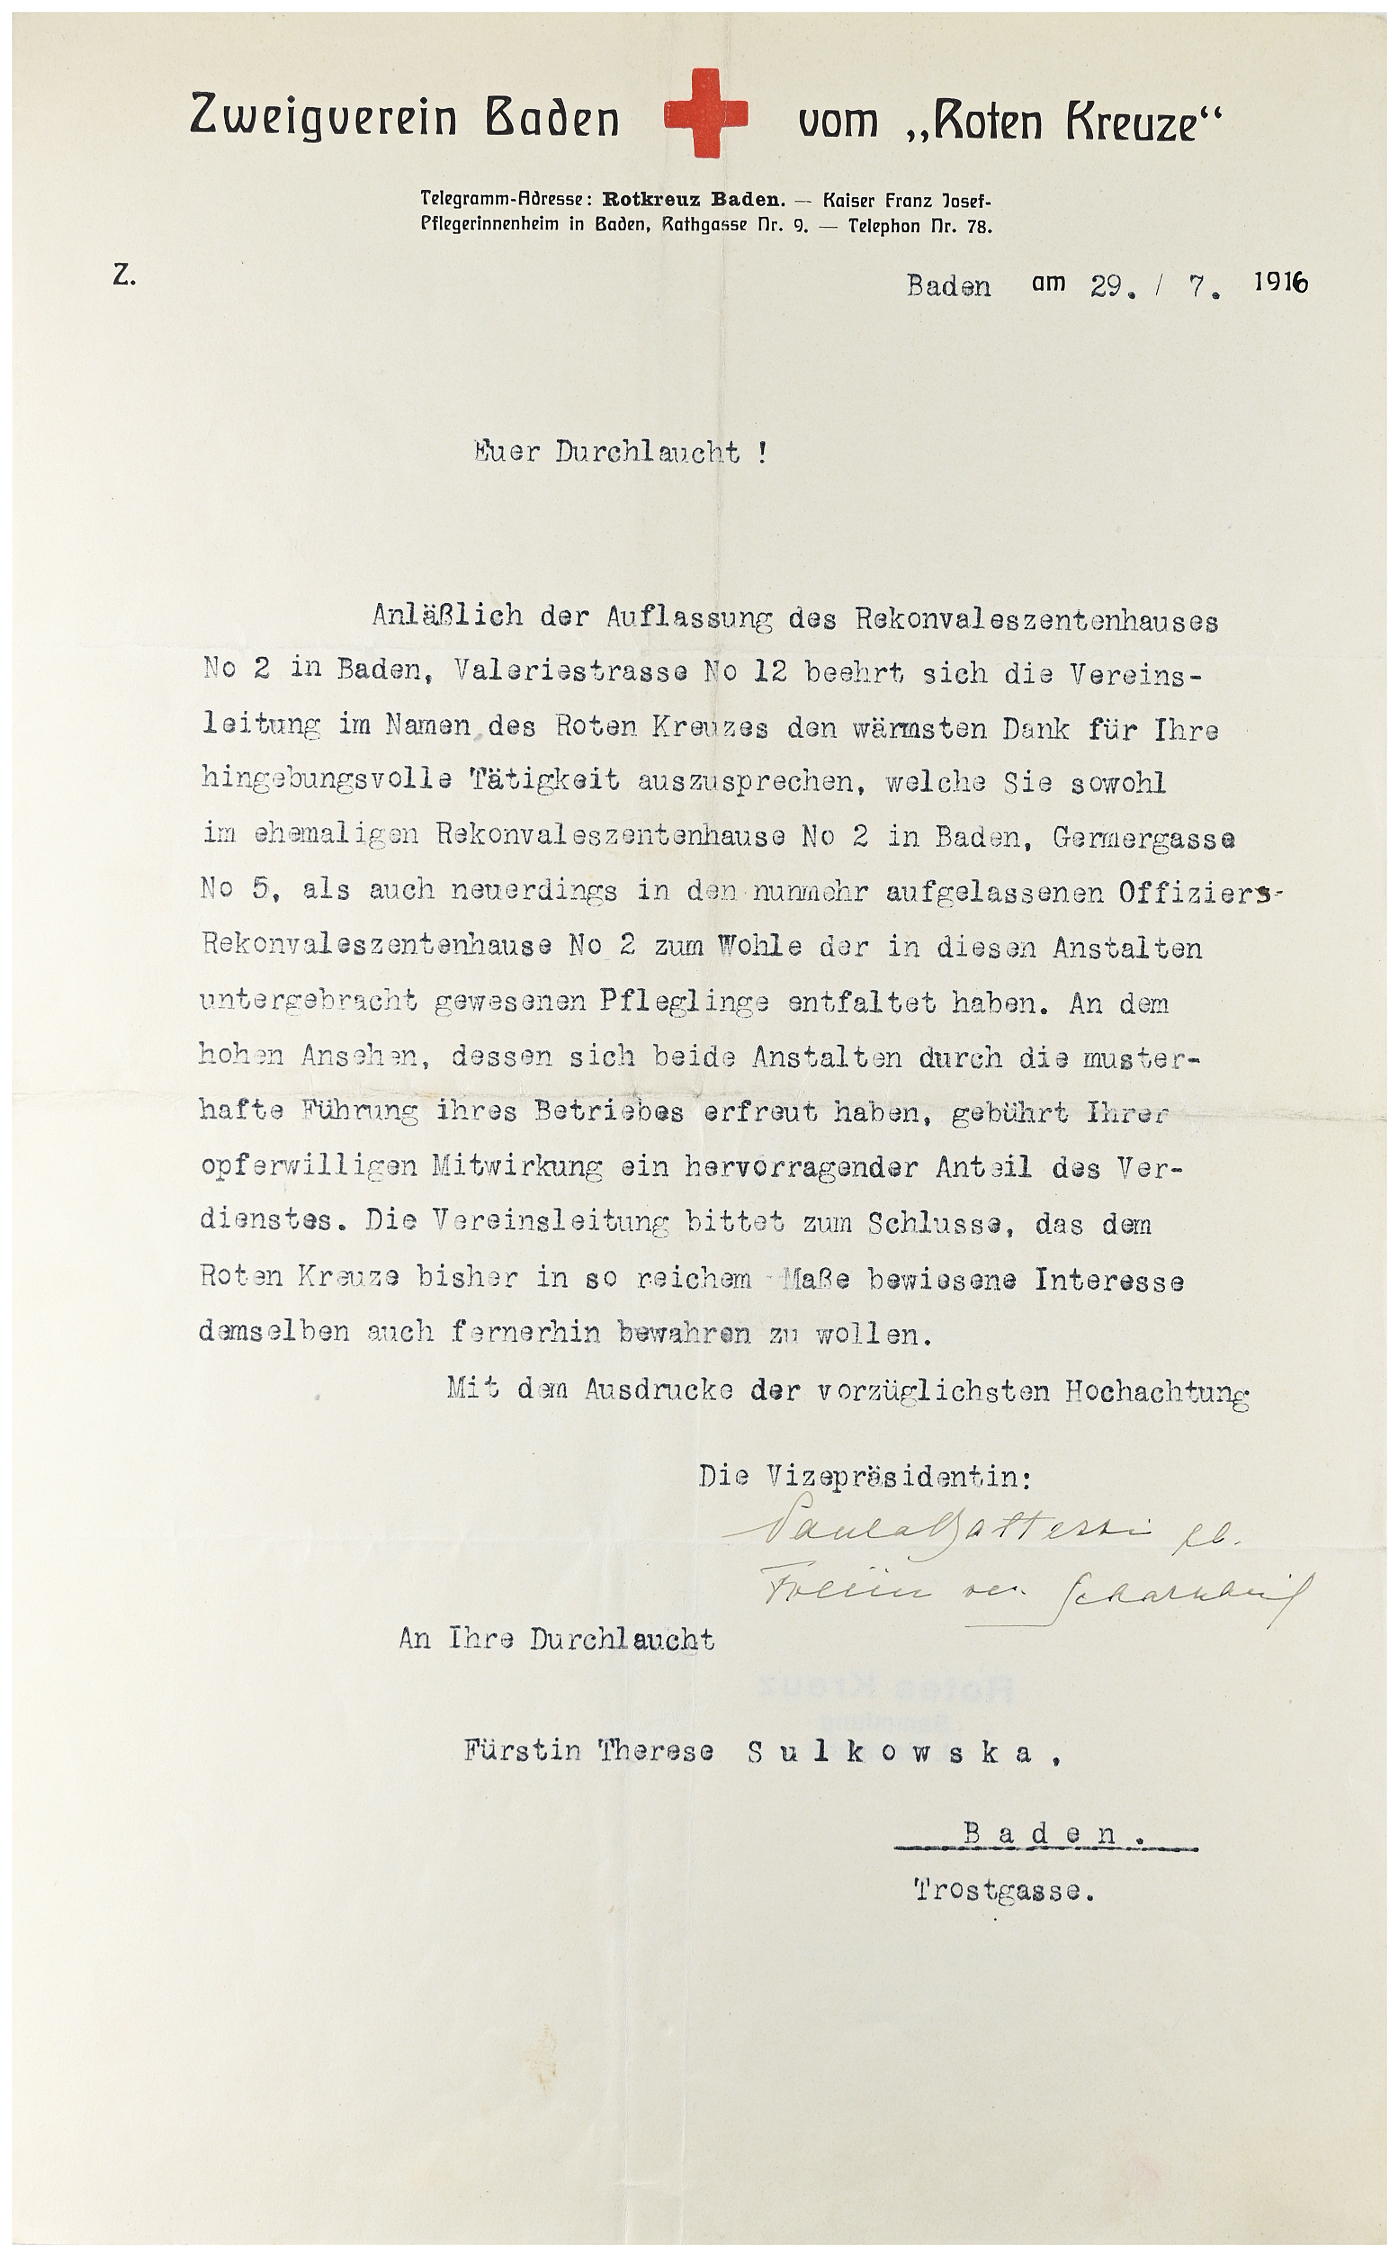 Zweigverein Baden vom „Roten Kreuze“
Telegramm-Adresse: Rotkreuz Baden. — Kaiser Franz Josef-
Pflegerinnenheim in Baden, Rathgasse Nr. 9. — Telephon Nr. 78.
Z.
Baden am 29. / 7. 1916
Euer Durchlaucht !
Anläßlich der Auflassung des Rekonvaleszentenhauses
No 2 in Baden, Valeriestrasse No 12 beehrt sich die Vereins-
leitung im Namen des Roten Kreuzes den wärmsten Dank für Ihre
hingebungsvolle Tätigkeit auszusprechen, welche Sie sowohl
im ehemaligen Rekonvaleszentenhause No 2 in Baden, Germergasse
No 5, als auch neuerdings in den nunmehr aufgelassenen Offiziers-
Rekonvaleszentenhause No 2 zum Wohle der in diesen Anstalten
untergebracht gewesenen Pfleglinge entfaltet haben. An dem
hohen Ansehen, dessen sich beide Anstalten durch die muster-
hafte Führung ihres Betriebes erfreut haben, gebührt Ihrer
opferwilligen Mitwirkung ein hervorragender Anteil des Ver-
dienstes. Die Vereinsleitung bittet zum Schlusse, das dem
Roten Kreuze bisher in so reichem Maße bewiesene Interesse
demselben auch fernerhin bewahren zu wollen.
Mit dem Ausdrucke der vorzüglichsten Hochachtung
Die Vizepräsidentin:
Paula
An Ihre Durchlaucht
Rotes Kreuz
Sammlung
Fürstin Therese Sulkowska.
Baden.
Trostgasse.